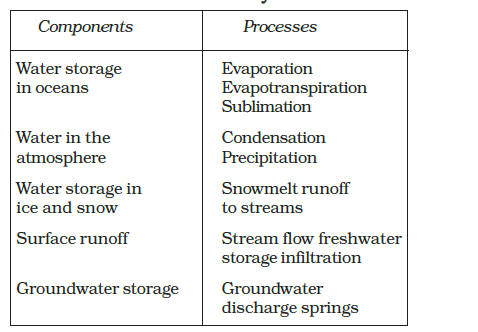 Components Processes
Water storage Evaporation
in oceans Evapotranspiration
Sublimation
Water in the Condensation
atmosphere Precipitation
Water storage in Snowmelt runoff
ice and snow to streams
Surface runoff Stream flow freshwater
storage infiltration
Groundwater storage Groundwater
discharge springs